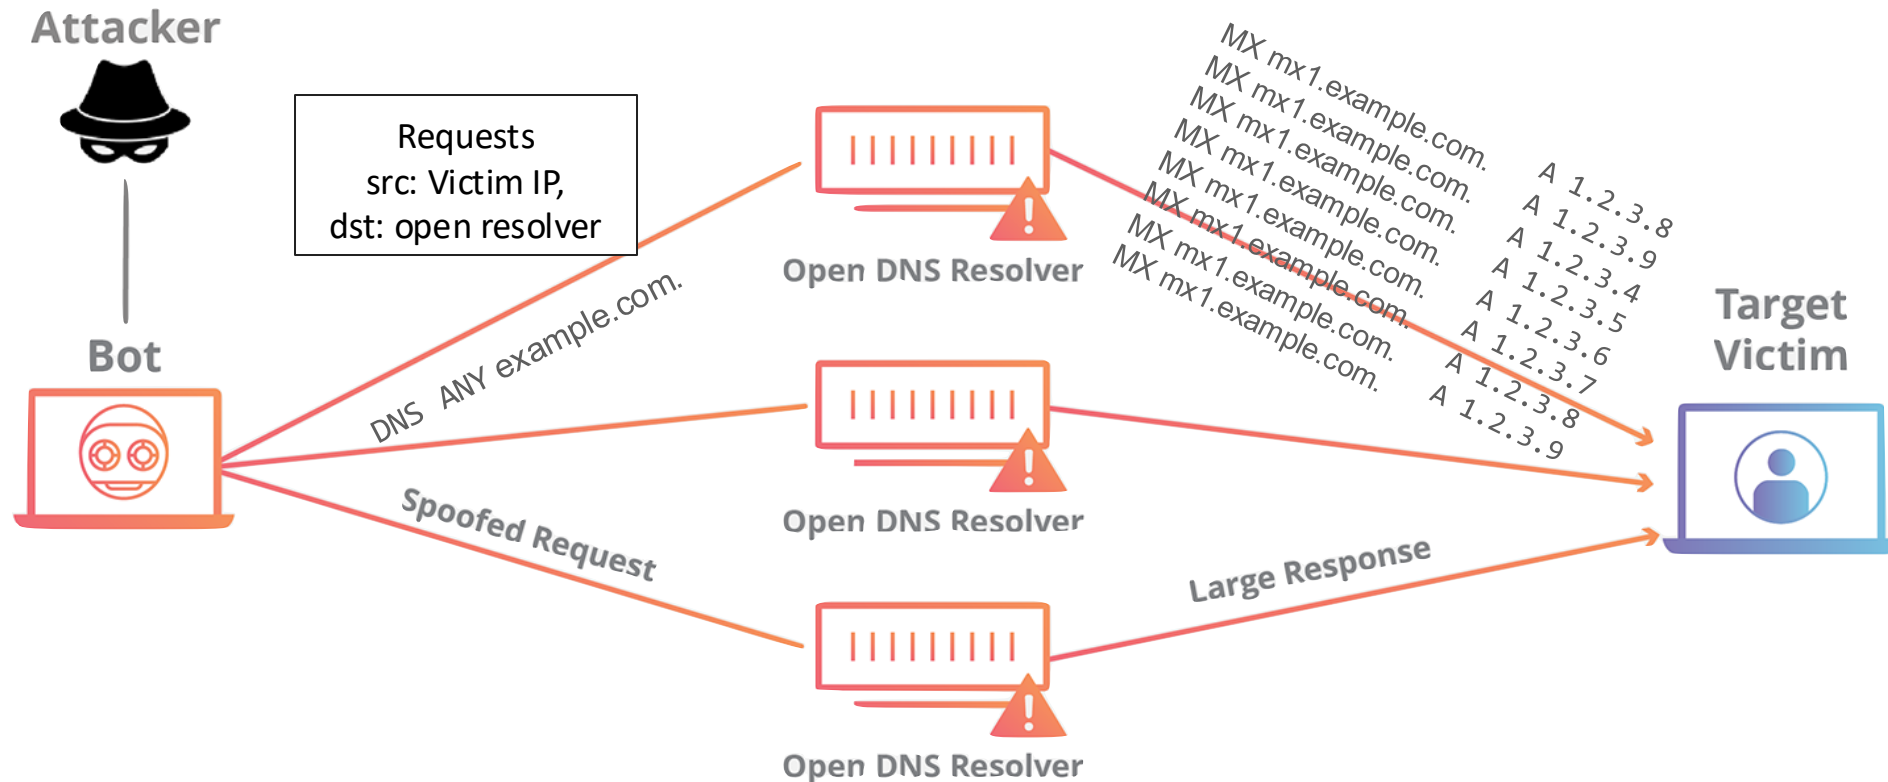 Attacker
Requests
src: Victim IP,
dst: open resolver
Bot
DNS ANY example.com.
Spoofed Request
Open DNS Resolver
Open DNS Resolver
Open DNS Resolver
MX mx1.example.com. A 1.2.3.8
MX mx1.example.com. A 1.2.3.9
MX mx1.example.com. A 1.2.3.4
MX mx1.example.com. A 1.2.3.5
MX mx1.example.com. A 1.2.3.6
MX mx1.example.com. A 1.2.3.7
MX mx1.example.com. A 1.2.3.8
MX mx1.example.com. A 1.2.3.9
Large Response
Target
Victim